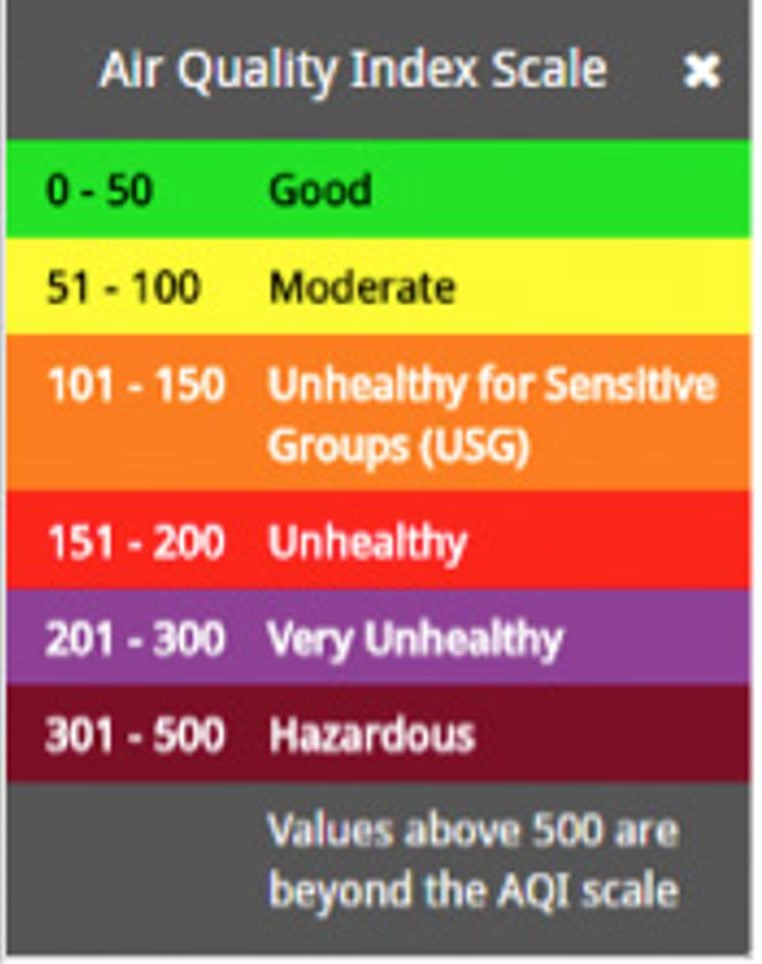 Air Quality Index Scale ✖
0 - 50 Good
51 - 100 Moderate
101 - 150 Unhealthy for Sensitive
Groups (USG)
151 - 200 Unhealthy
201 - 300 Very Unhealthy
301 - 500 Hazardous
Values above 500 are
beyond the AQI scale